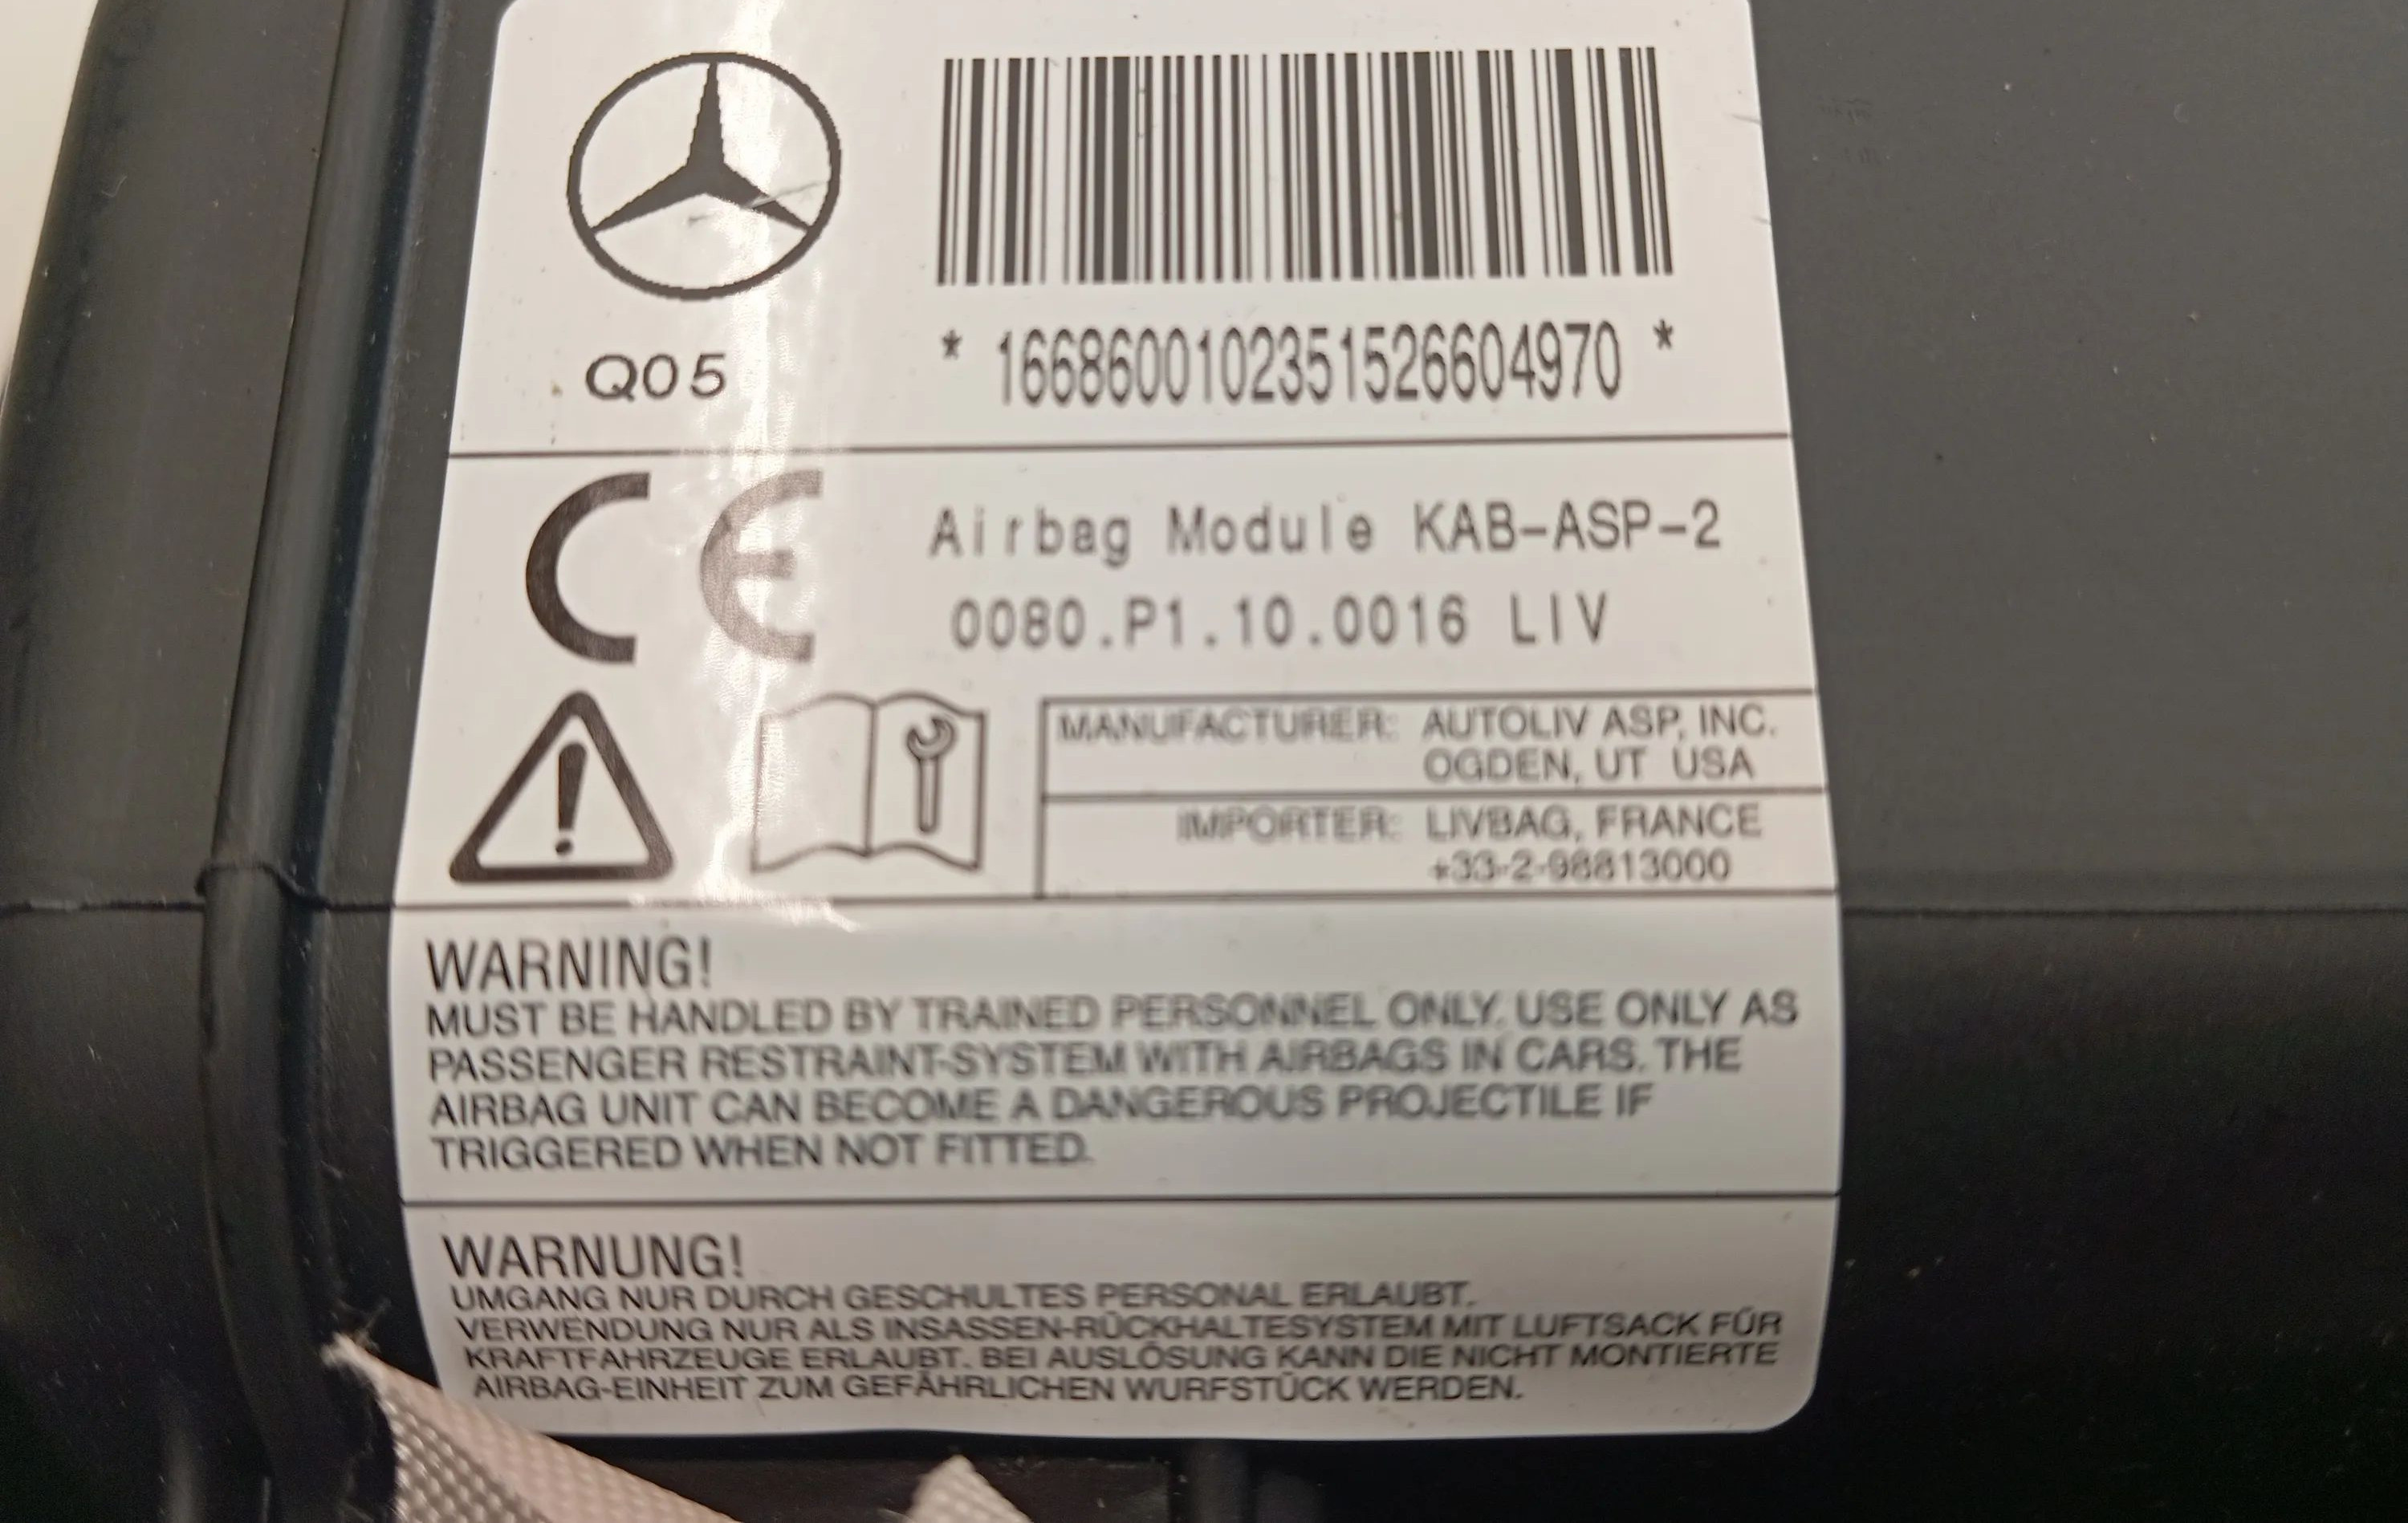 * 1668600102351526604970 *
Q05
CE
Airbag Module KAB-ASP-2
0080.P1.10.0016 LIV
MANUFACTURER: AUTOLIV ASP, INC.
OGDEN, UT USA
IMPORTER: LIVBAG, FRANCE
+33-2-98813000
WARNING!
MUST BE HANDLED BY TRAINED PERSONNEL ONLY. USE ONLY AS
PASSENGER RESTRAINT-SYSTEM WITH AIRBAGS IN CARS. THE
AIRBAG UNIT CAN BECOME A DANGEROUS PROJECTILE IF
TRIGGERED WHEN NOT FITTED.
WARNUNG!
UMGANG NUR DURCH GESCHULTES PERSONAL ERLAUBT.
VERWENDUNG NUR ALS INSASSEN-RÜCKHALTESYSTEM MIT LUFTSACK FÜR
KRAFTFAHRZEUGE ERLAUBT. BEI AUSLÖSUNG KANN DIE NICHT MONTIERTE
AIRBAG-EINHEIT ZUM GEFÄHRLICHEN WURFSTÜCK WERDEN.